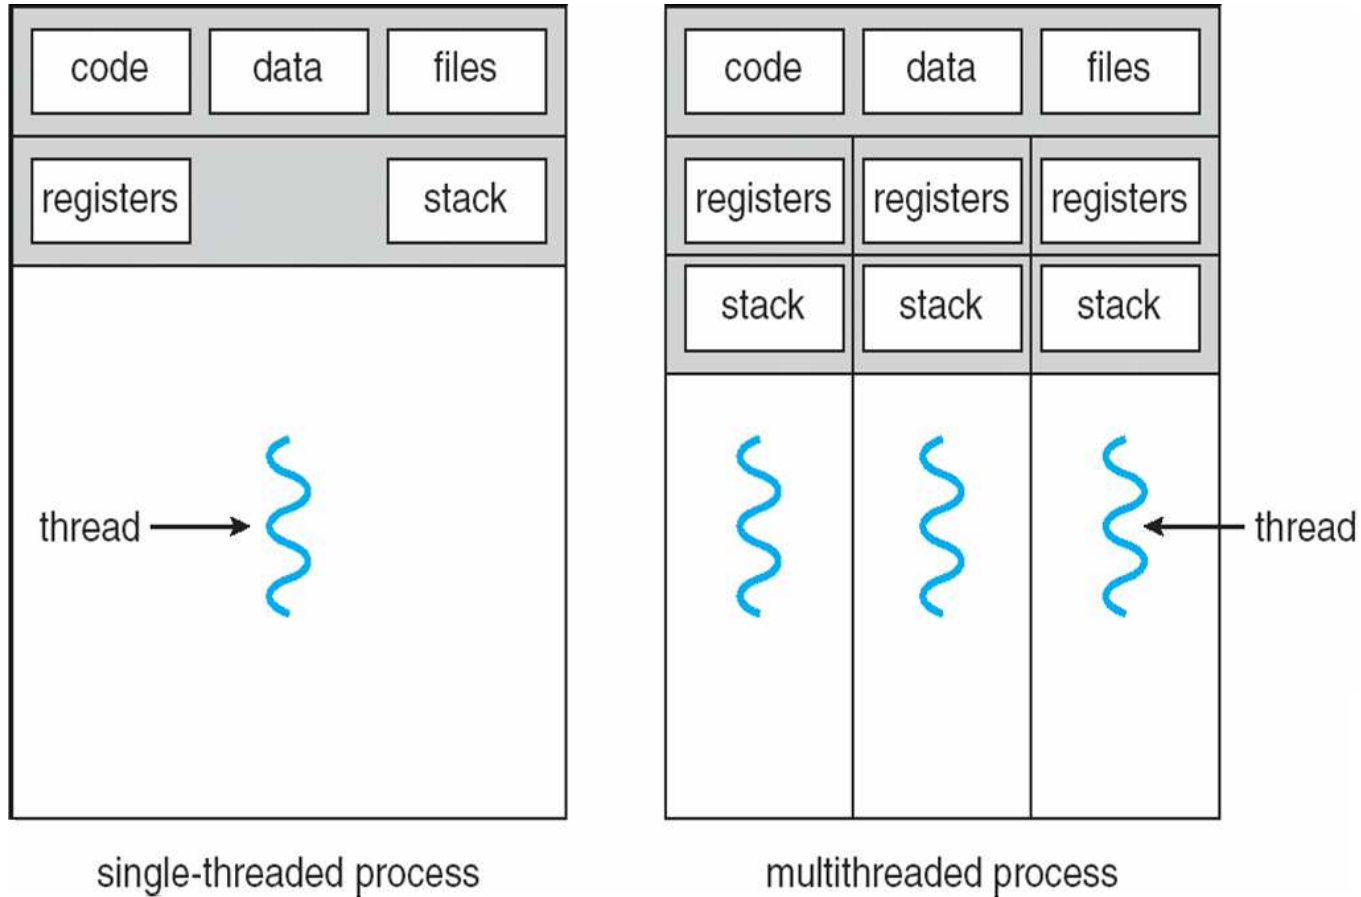 code data files
registers stack
thread
single-threaded process
code data files
registers registers registers
stack stack stack
thread
multithreaded process